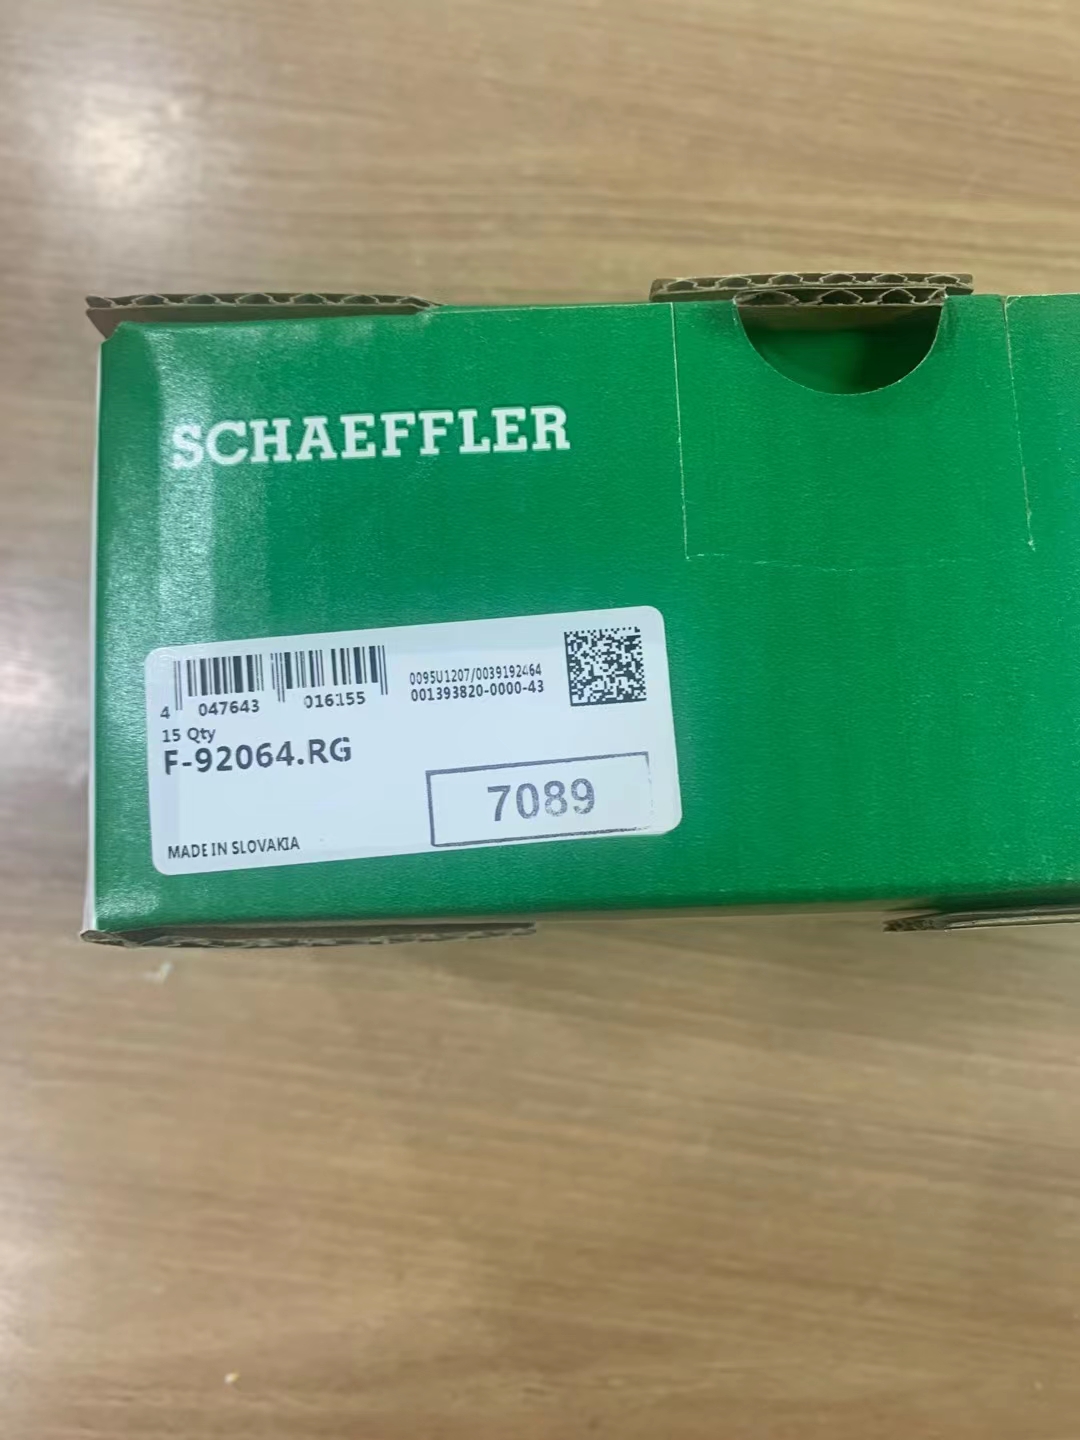 SCHAEFFLER
4 047643 016155
0095U1207/0039192464
001393820-0000-43
15 Qty
F-92064.RG
7089
MADE IN SLOVAKIA